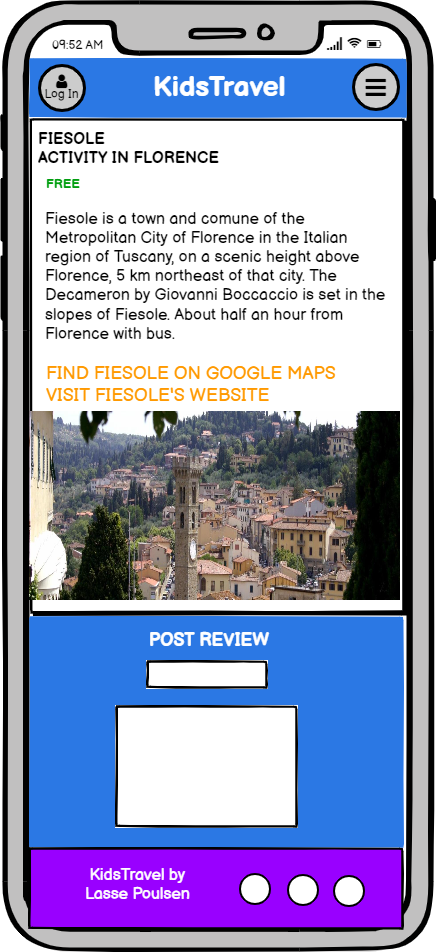 09:52 AM
Log In
KidsTravel
FIESOLE
ACTIVITY IN FLORENCE
FREE
Fiesole is a town and comune of the
Metropolitan City of Florence in the Italian
region of Tuscany, on a scenic height above
Florence, 5 km northeast of that city. The
Decameron by Giovanni Boccaccio is set in the
slopes of Fiesole. About half an hour from
Florence with bus.
FIND FIESOLE ON GOOGLE MAPS
VISIT FIESOLE'S WEBSITE
POST REVIEW
KidsTravel by
Lasse Poulsen